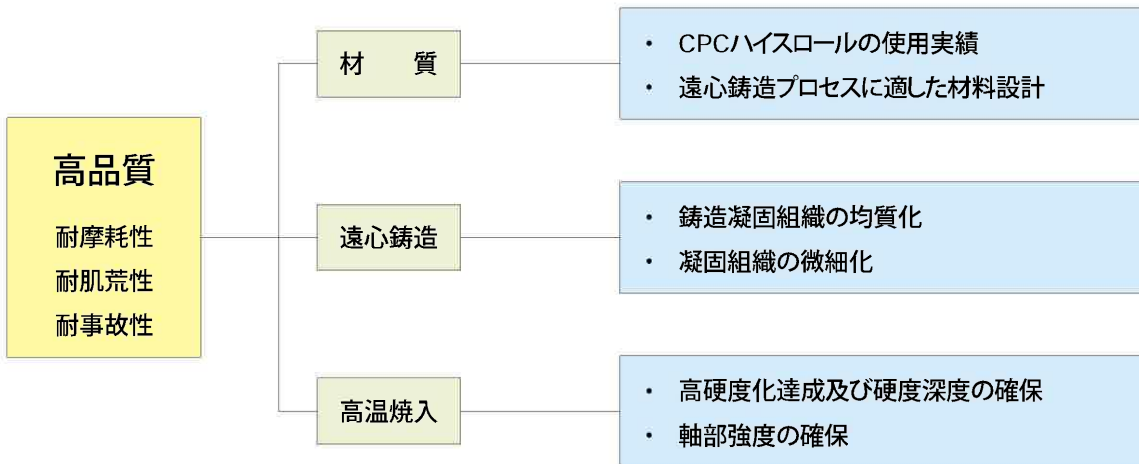 高品質
耐摩耗性
耐肌荒性
耐事故性
材　質
・ CPCハイスロールの使用実績
・ 遠心鋳造プロセスに適した材料設計
遠心鋳造
・ 鋳造凝固組織の均質化
・ 凝固組織の微細化
高温焼入
・ 高硬度化達成及び硬度深度の確保
・ 軸部強度の確保